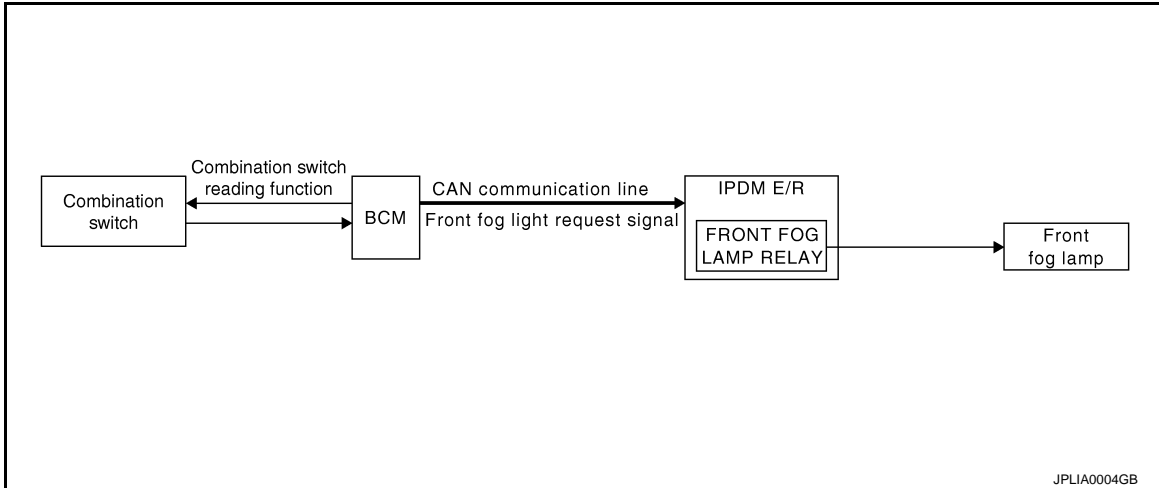 Combination
switch
Combination switch
reading function
BCM
CAN communication line
Front fog light request signal
IPDM E/R
FRONT FOG
LAMP RELAY
Front
fog lamp
JPLIA0004GB